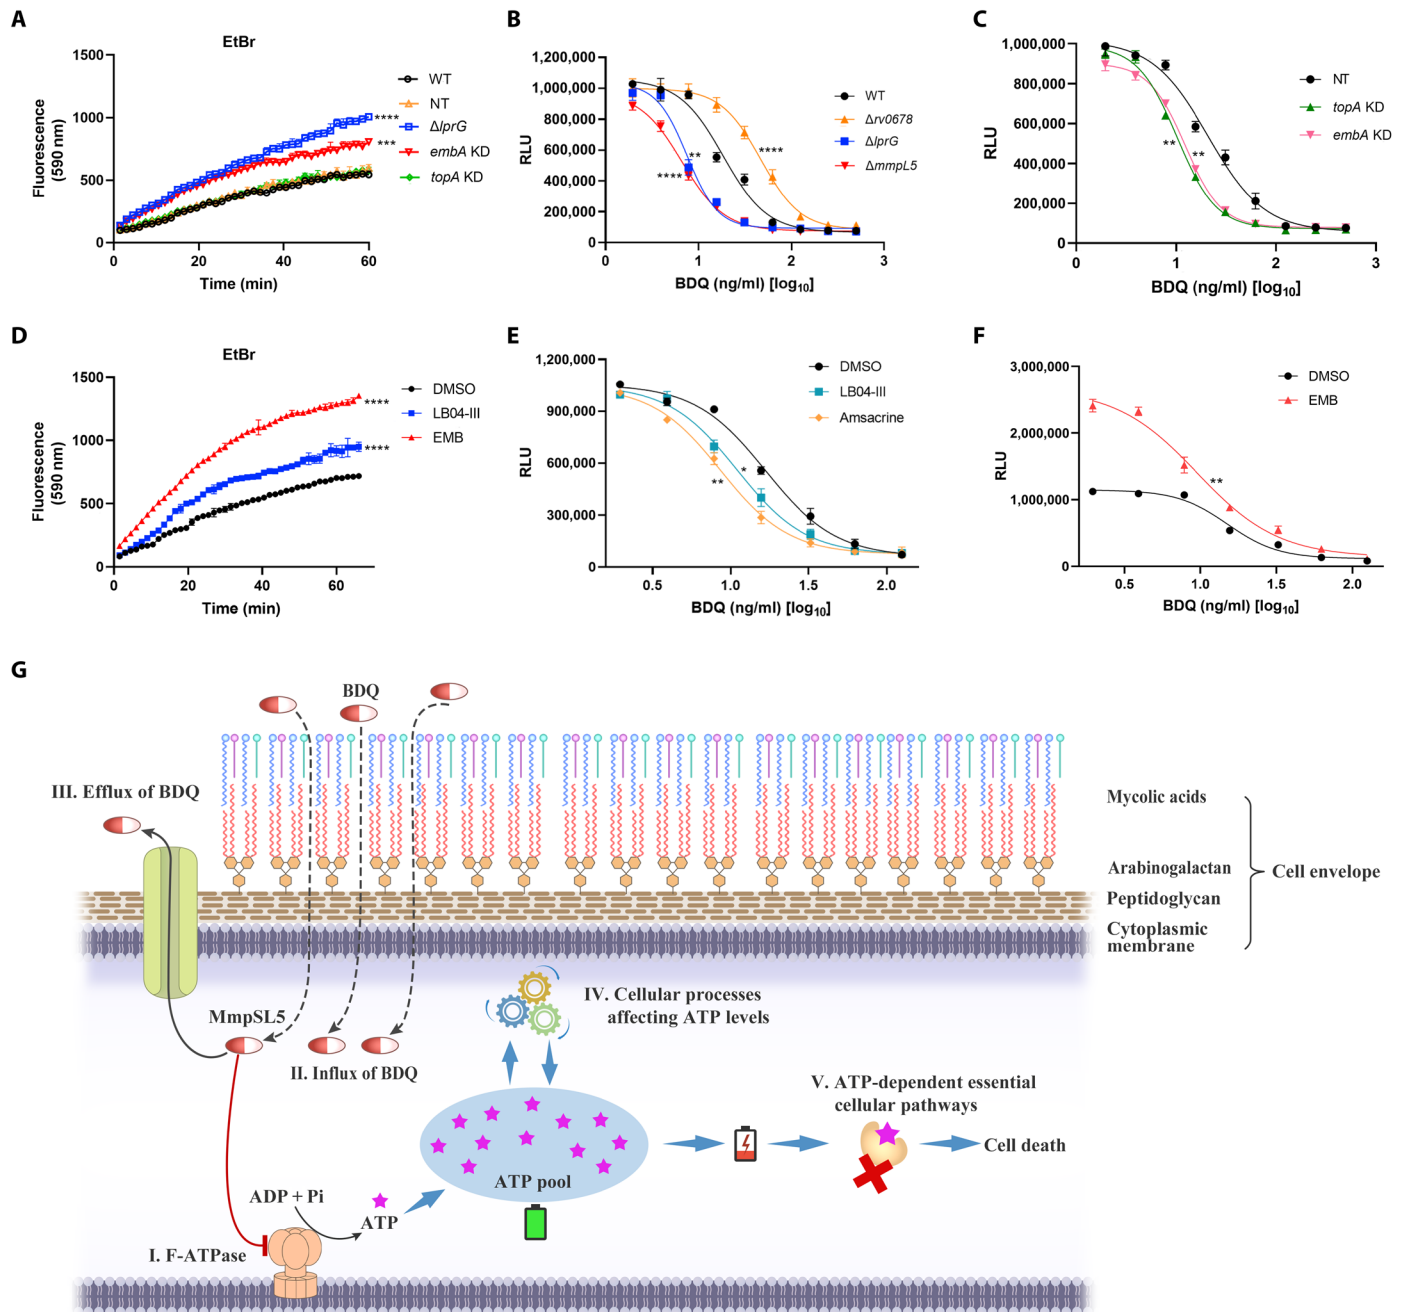 A
EtBr
1500
1000
500
0
0
20
40
60
Fluorescence
(590 nm)
Time (min)
WT
NT
ΔlprG
embA KD
topA KD
****
***
B
1,200,000
1,000,000
800,000
600,000
400,000
200,000
0
0
1
2
3
RLU
BDQ (ng/ml) [log10]
WT
Δrv0678
ΔlprG
ΔmmpL5
**
****
****
C
1,000,000
800,000
600,000
400,000
200,000
0
0
1
2
3
RLU
BDQ (ng/ml) [log10]
NT
topA KD
embA KD
**
**
D
EtBr
1500
1000
500
0
0
20
40
60
Fluorescence
(590 nm)
Time (min)
DMSO
LB04-III
EMB
****
****
E
1,200,000
900,000
600,000
300,000
0
0.5
1.0
1.5
2.0
RLU
BDQ (ng/ml) [log10]
DMSO
LB04-III
Amsacrine
*
**
F
3,000,000
2,000,000
1,000,000
0
0.5
1.0
1.5
2.0
RLU
BDQ (ng/ml) [log10]
DMSO
EMB
**
G
BDQ
III. Efflux of BDQ
Mycolic acids
Arabinogalactan
Peptidoglycan
Cytoplasmic
membrane
Cell envelope
MmpSL5
II. Influx of BDQ
IV. Cellular processes
affecting ATP levels
V. ATP-dependent essential
cellular pathways
Cell death
ATP pool
ADP + Pi
ATP
I. F-ATPase